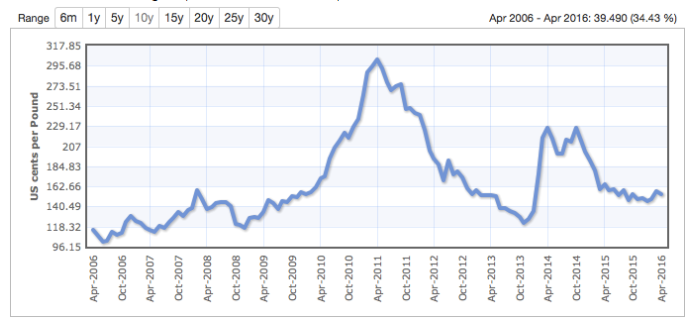 Range 6m 1y 5y 10y 15y 20y 25y 30y
Apr 2006 - Apr 2016: 39.490 (34.43 %)
US cents per Pound
317.85
295.68
273.51
251.34
229.17
207
184.83
162.66
140.49
118.32
96.15
Apr-2006
Oct-2006
Apr-2007
Oct-2007
Apr-2008
Oct-2008
Apr-2009
Oct-2009
Apr-2010
Oct-2010
Apr-2011
Oct-2011
Apr-2012
Oct-2012
Apr-2013
Oct-2013
Apr-2014
Oct-2014
Apr-2015
Oct-2015
Apr-2016